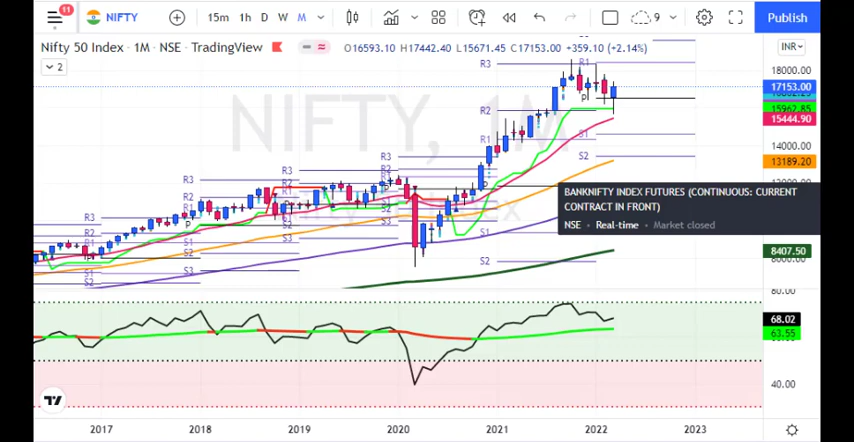 11
NIFTY
15m 1h D W M
9
Publish
Nifty 50 Index · 1M · NSE · TradingView
O16593.10 H17442.40 L15671.45 C17153.00 +359.10 (+2.14%)
INR
2
R3
R1
18000.00
17153.00
P
R2
15962.85
15444.90
NIFTY, 1M
R1
S1
14000.00
S2
13189.20
R3
R3
R2
R2
P
R1
R1
P
P
P
S1
S1
S2
S2
S3
S3
R3
R2
R1
S1
S2
P
S1
S2
BANKNIFTY INDEX FUTURES (CONTINUOUS: CURRENT
CONTRACT IN FRONT)
NSE · Real-time · Market closed
8407.50
68.02
63.55
40.00
2017 2018 2019 2020 2021 2022 2023